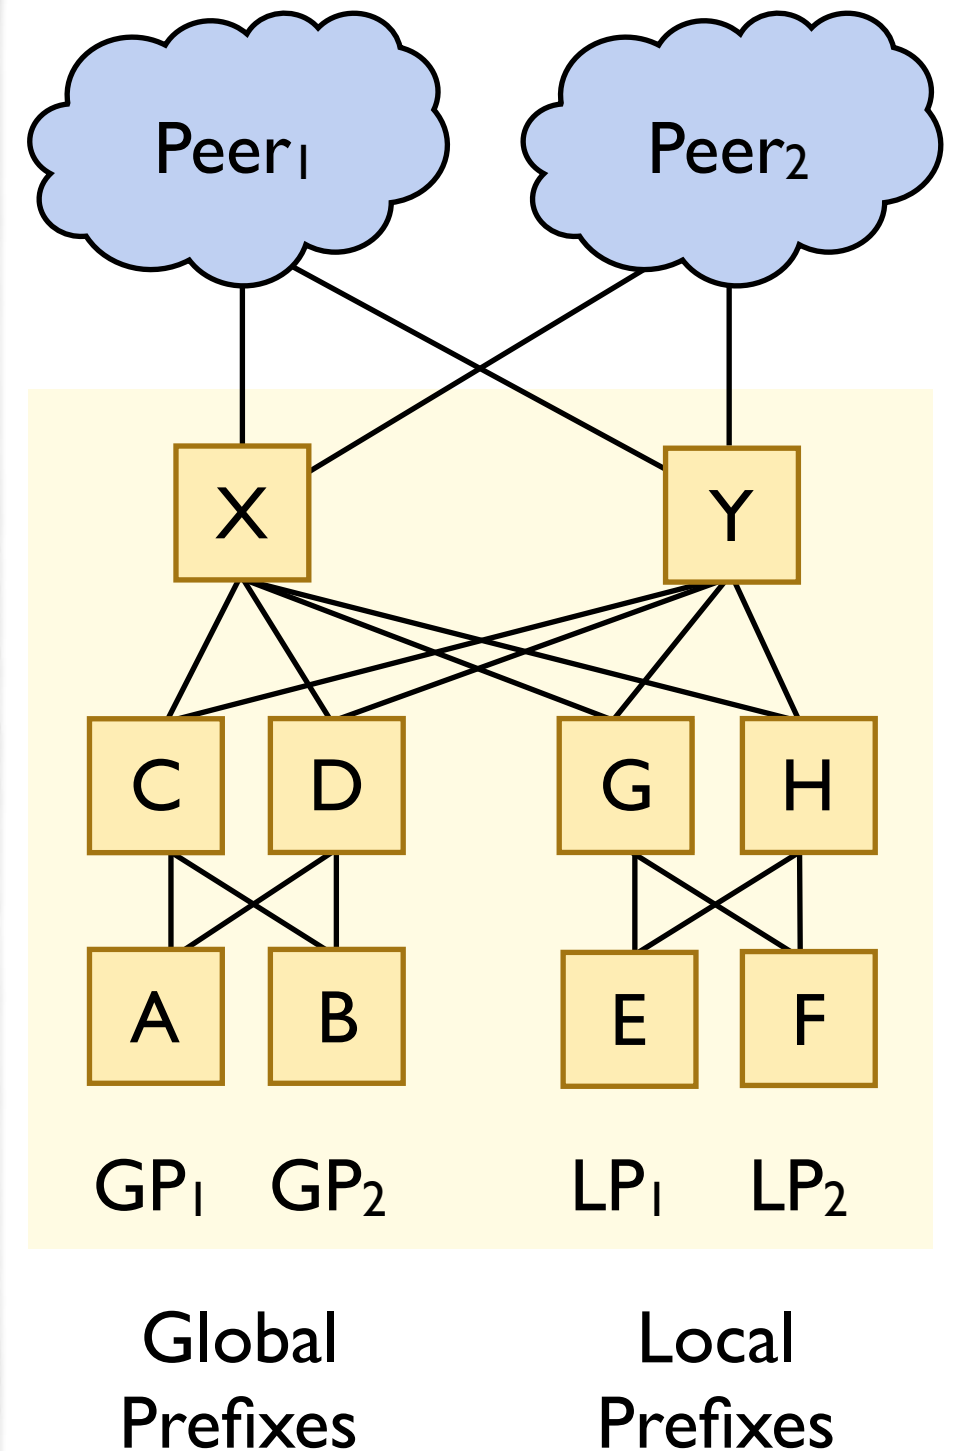 Peer₁ Peer₂
X Y
C D G H
A B E F
GP₁ GP₂ LP₁ LP₂
Global Local
Prefixes Prefixes